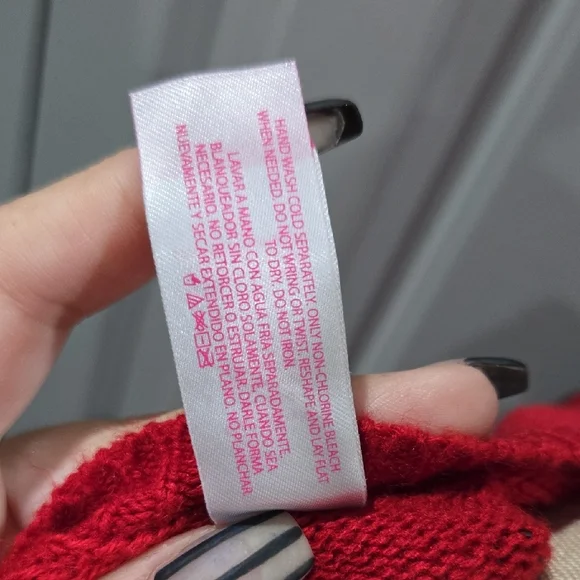 HAND WASH COLD SEPARATELY, ONLY NON-CHLORINE BLEACH
WHEN NEEDED. DO NOT WRING OR TWIST. RESHAPE AND LAY FLAT
TO DRY. DO NOT IRON
LAVAR A MANO CON AGUA FRIA SEPARADAMENTE.
BLANQUEADOR SIN CLORO SOLAMENTE, CUANDO SEA
NECESARIO. NO RETORCER O ESTRUJAR. DARLE FORMA
NUEVAMENTE Y SECAR EXTENDIDO EN PLANO. NO PLANCHAR